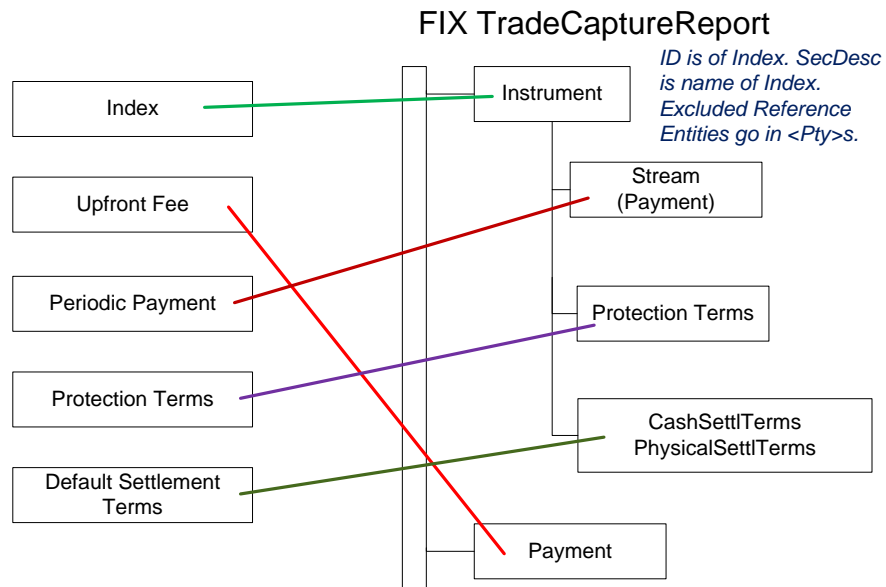 FIX TradeCaptureReport
ID is of Index. SecDesc
is name of Index.
Excluded Reference
Entities go in <Pty>s.
Index
Instrument
Upfront Fee
Stream
(Payment)
Periodic Payment
Protection Terms
Protection Terms
CashSettlTerms
PhysicalSettlTerms
Default Settlement
Terms
Payment